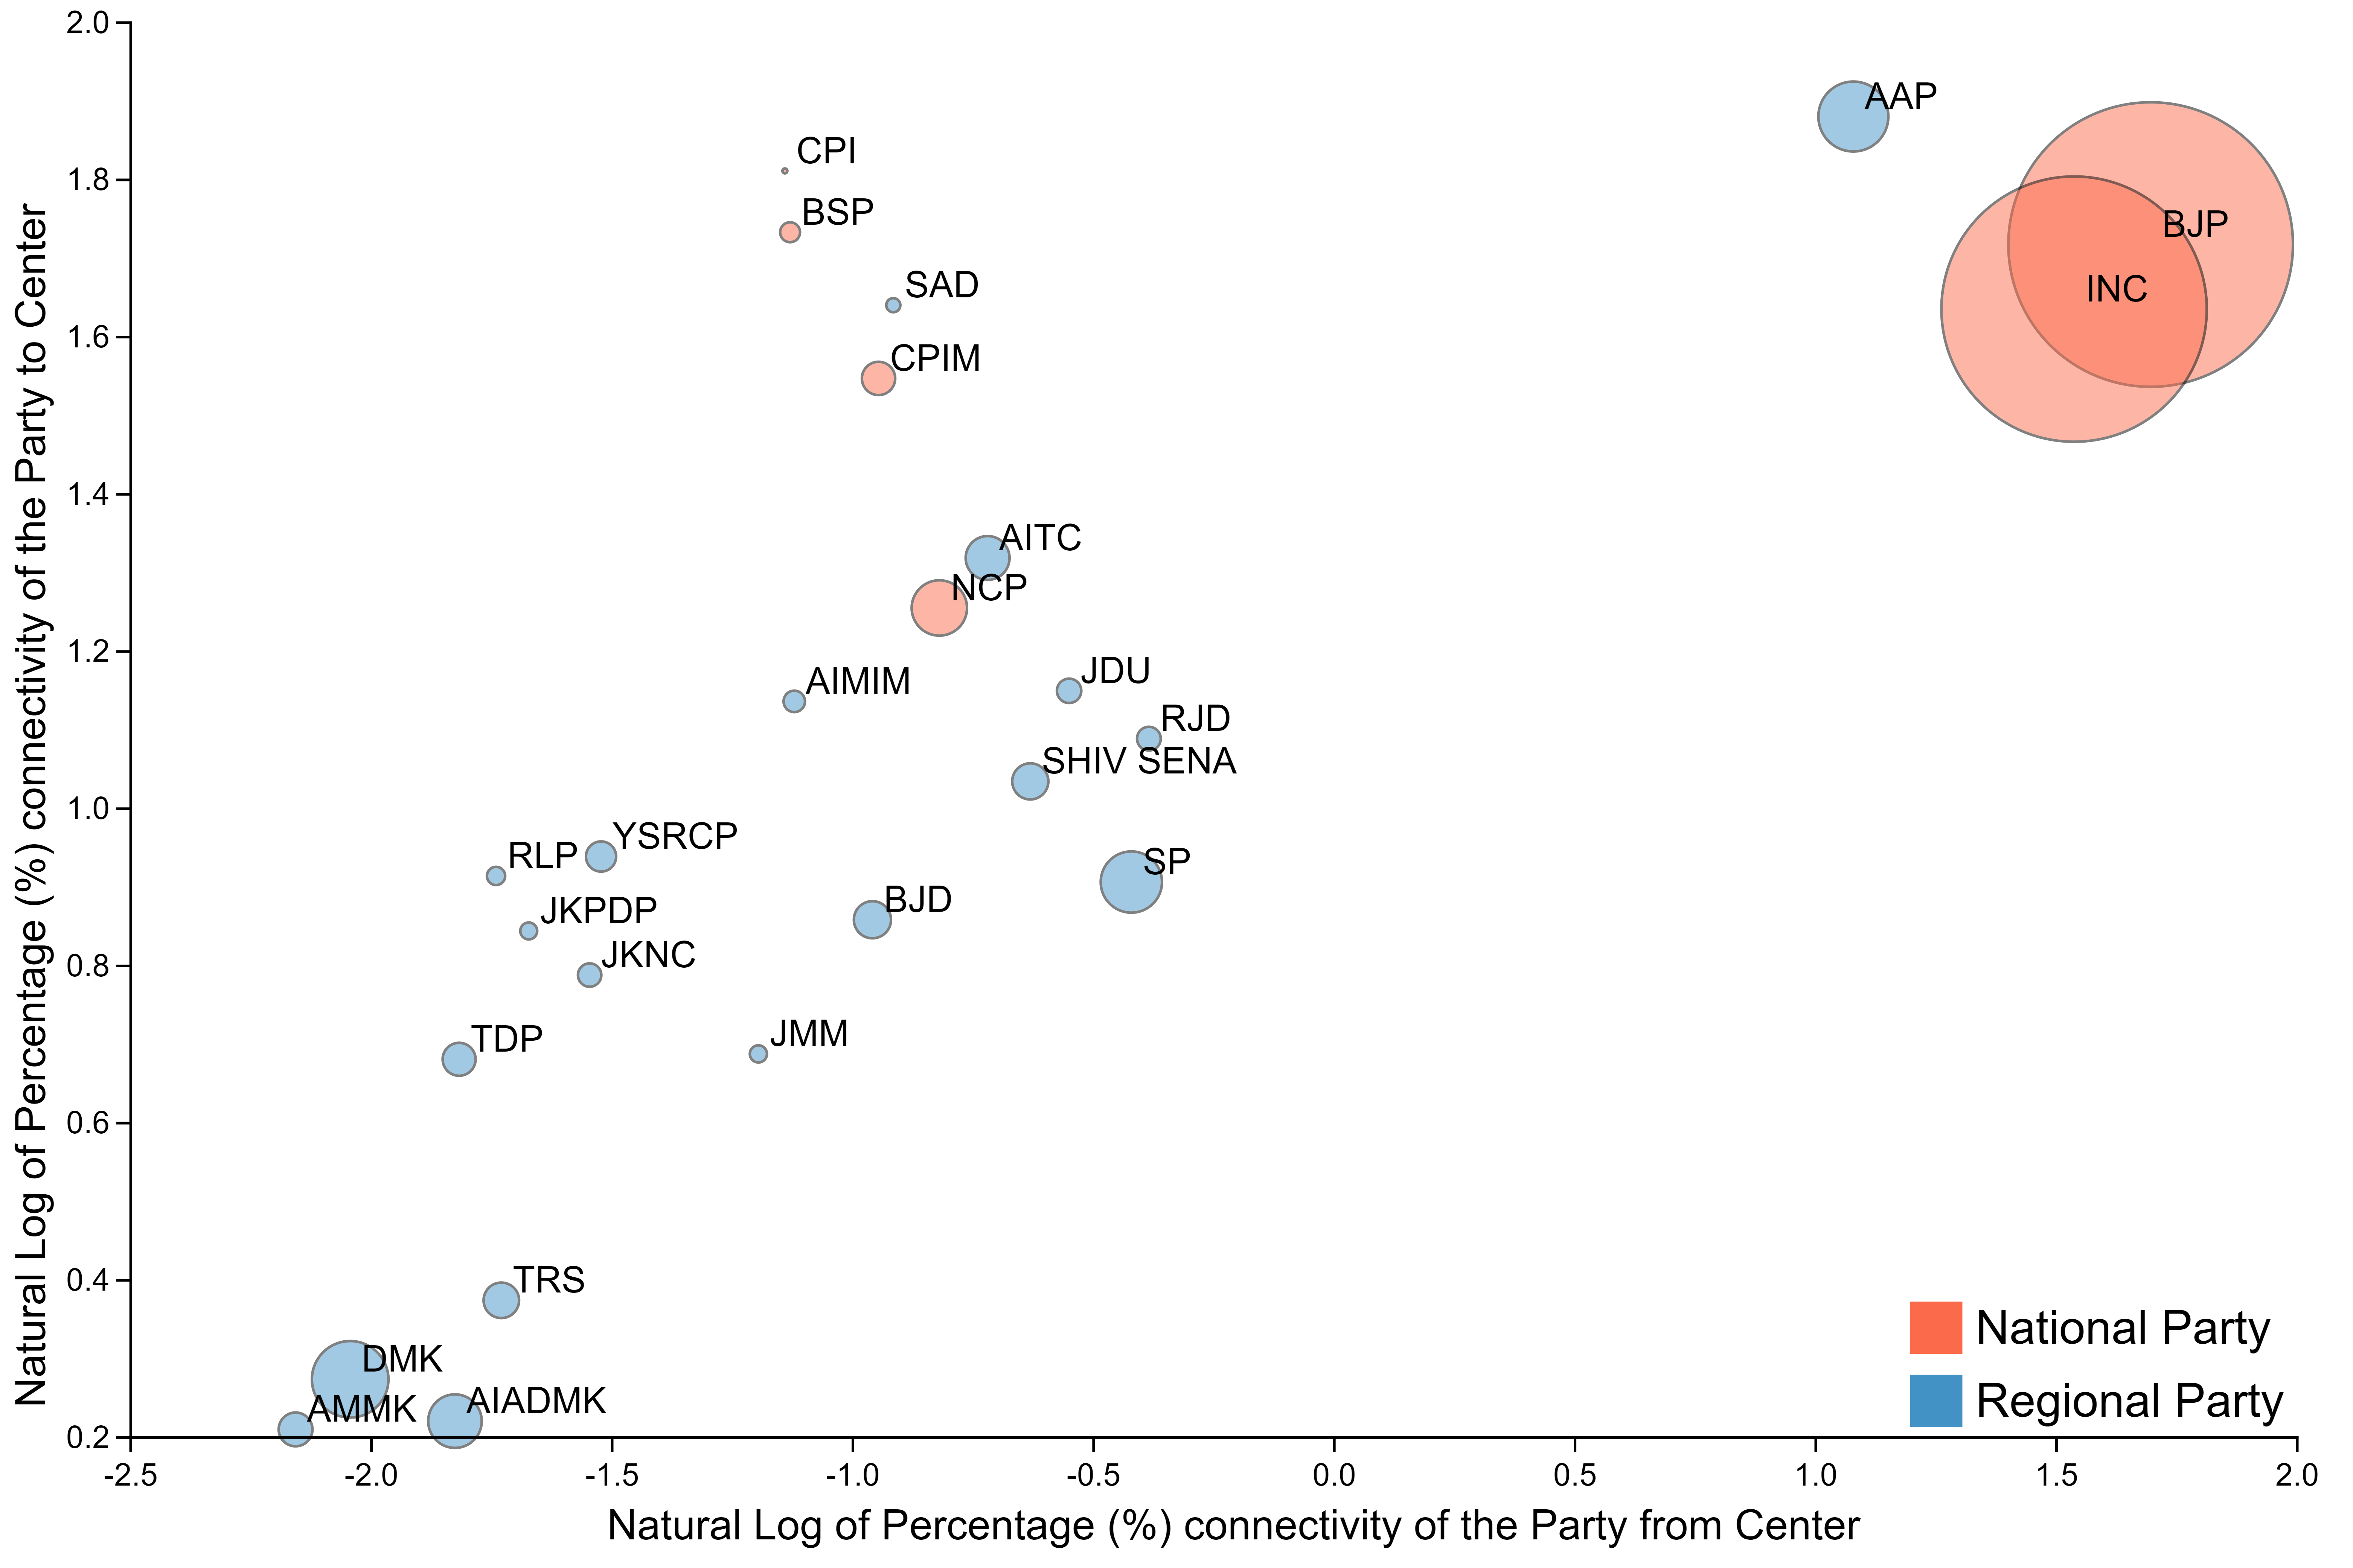 2.0
1.8
1.6
1.4
1.2
1.0
0.8
0.6
0.4
0.2
Natural Log of Percentage (%) connectivity of the Party to Center
AAP
CPI
BSP
BJP
SAD
INC
CPIM
AITC
NCP
JDU
AIMIM
RJD
SHIV SENA
YSRCP
RLP
SP
BJD
JKPDP
JKNC
JMM
TDP
TRS
DMK
AIADMK
AMMK
National Party
Regional Party
-2.5 -2.0 -1.5 -1.0 -0.5 0.0 0.5 1.0 1.5 2.0
Natural Log of Percentage (%) connectivity of the Party from Center